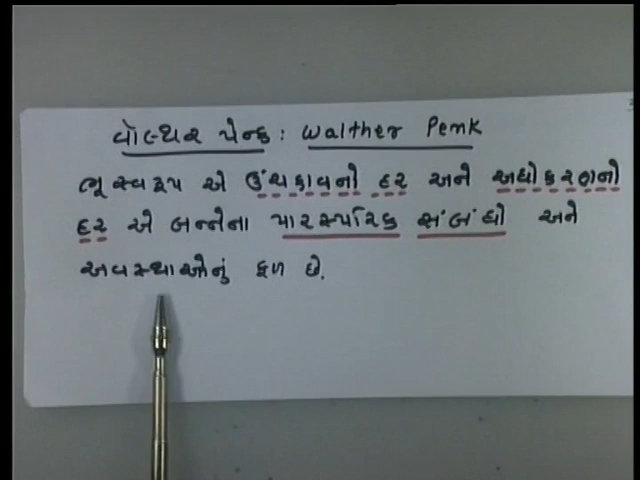 વૉલ્થર પેન્ક : Walther Penk
ભૂસ્વરૂપ એ ઉંચકાવનો દર અને અધોકરણનો
દર એ બન્નેના પારસ્પરિક સંબંધો અને
અવસ્થાઓનું ફળ છે.